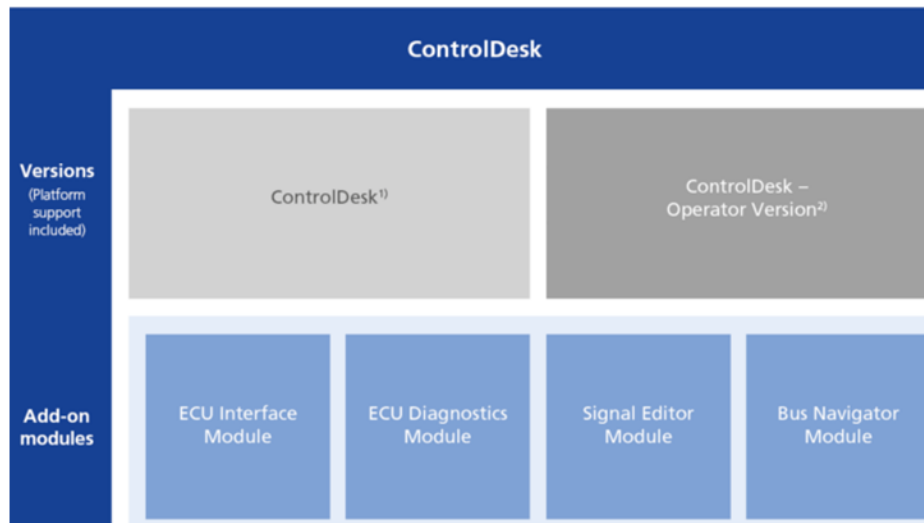 ControlDesk
Versions
(Platform
support
included)
ControlDesk¹⁾
ControlDesk –
Operator Version²⁾
Add-on
modules
ECU Interface
Module
ECU Diagnostics
Module
Signal Editor
Module
Bus Navigator
Module